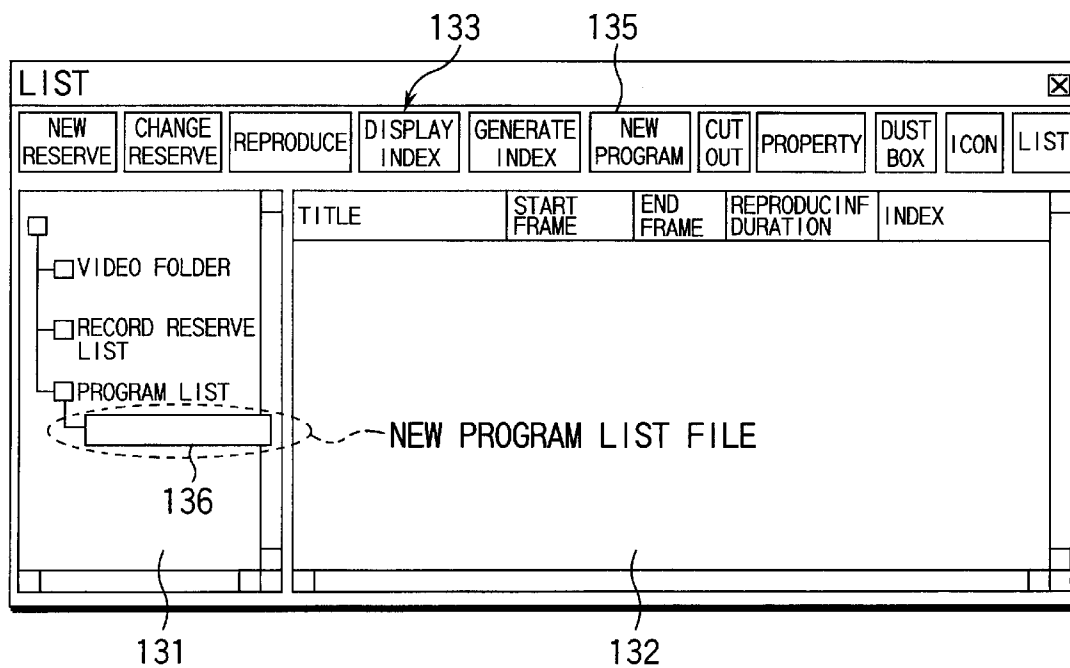 133
135
LIST
NEW RESERVE
CHANGE RESERVE
REPRODUCE
DISPLAY INDEX
GENERATE INDEX
NEW PROGRAM
CUT OUT
PROPERTY
DUST BOX
ICON
LIST
TITLE
START FRAME
END FRAME
REPRODUCINF DURATION
INDEX
VIDEO FOLDER
RECORD RESERVE
LIST
PROGRAM LIST
NEW PROGRAM LIST FILE
136
131
132